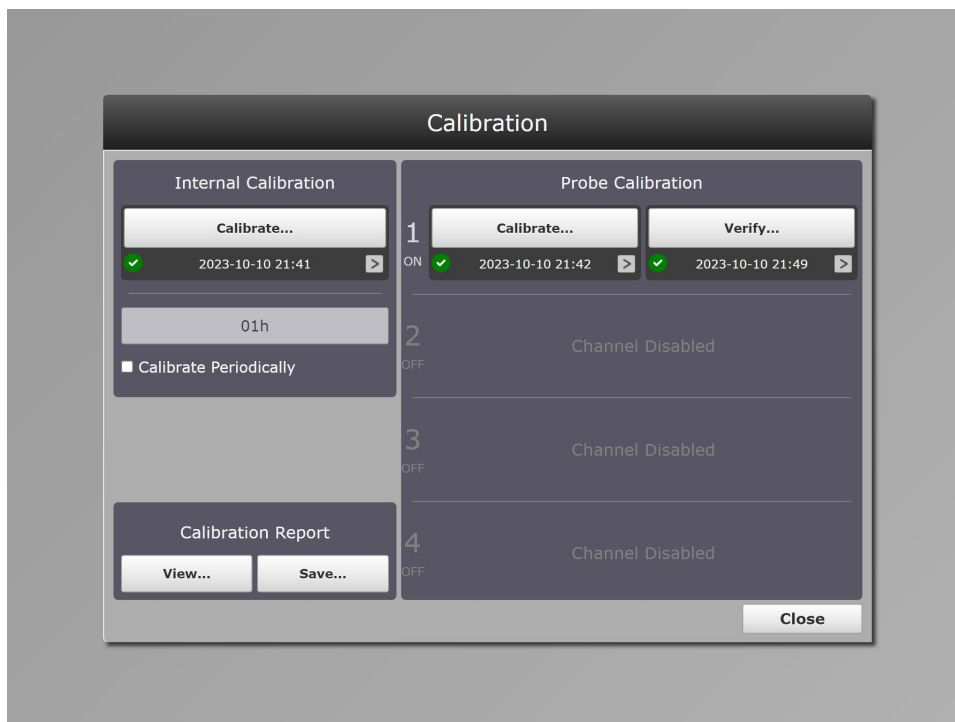 Calibration
Internal Calibration
Calibrate...
2023-10-10 21:41
01h
Calibrate Periodically
Calibration Report
View...
Save...
Probe Calibration
1
ON
Calibrate...
2023-10-10 21:42
Verify...
2023-10-10 21:49
2
OFF
Channel Disabled
3
OFF
Channel Disabled
4
OFF
Channel Disabled
Close